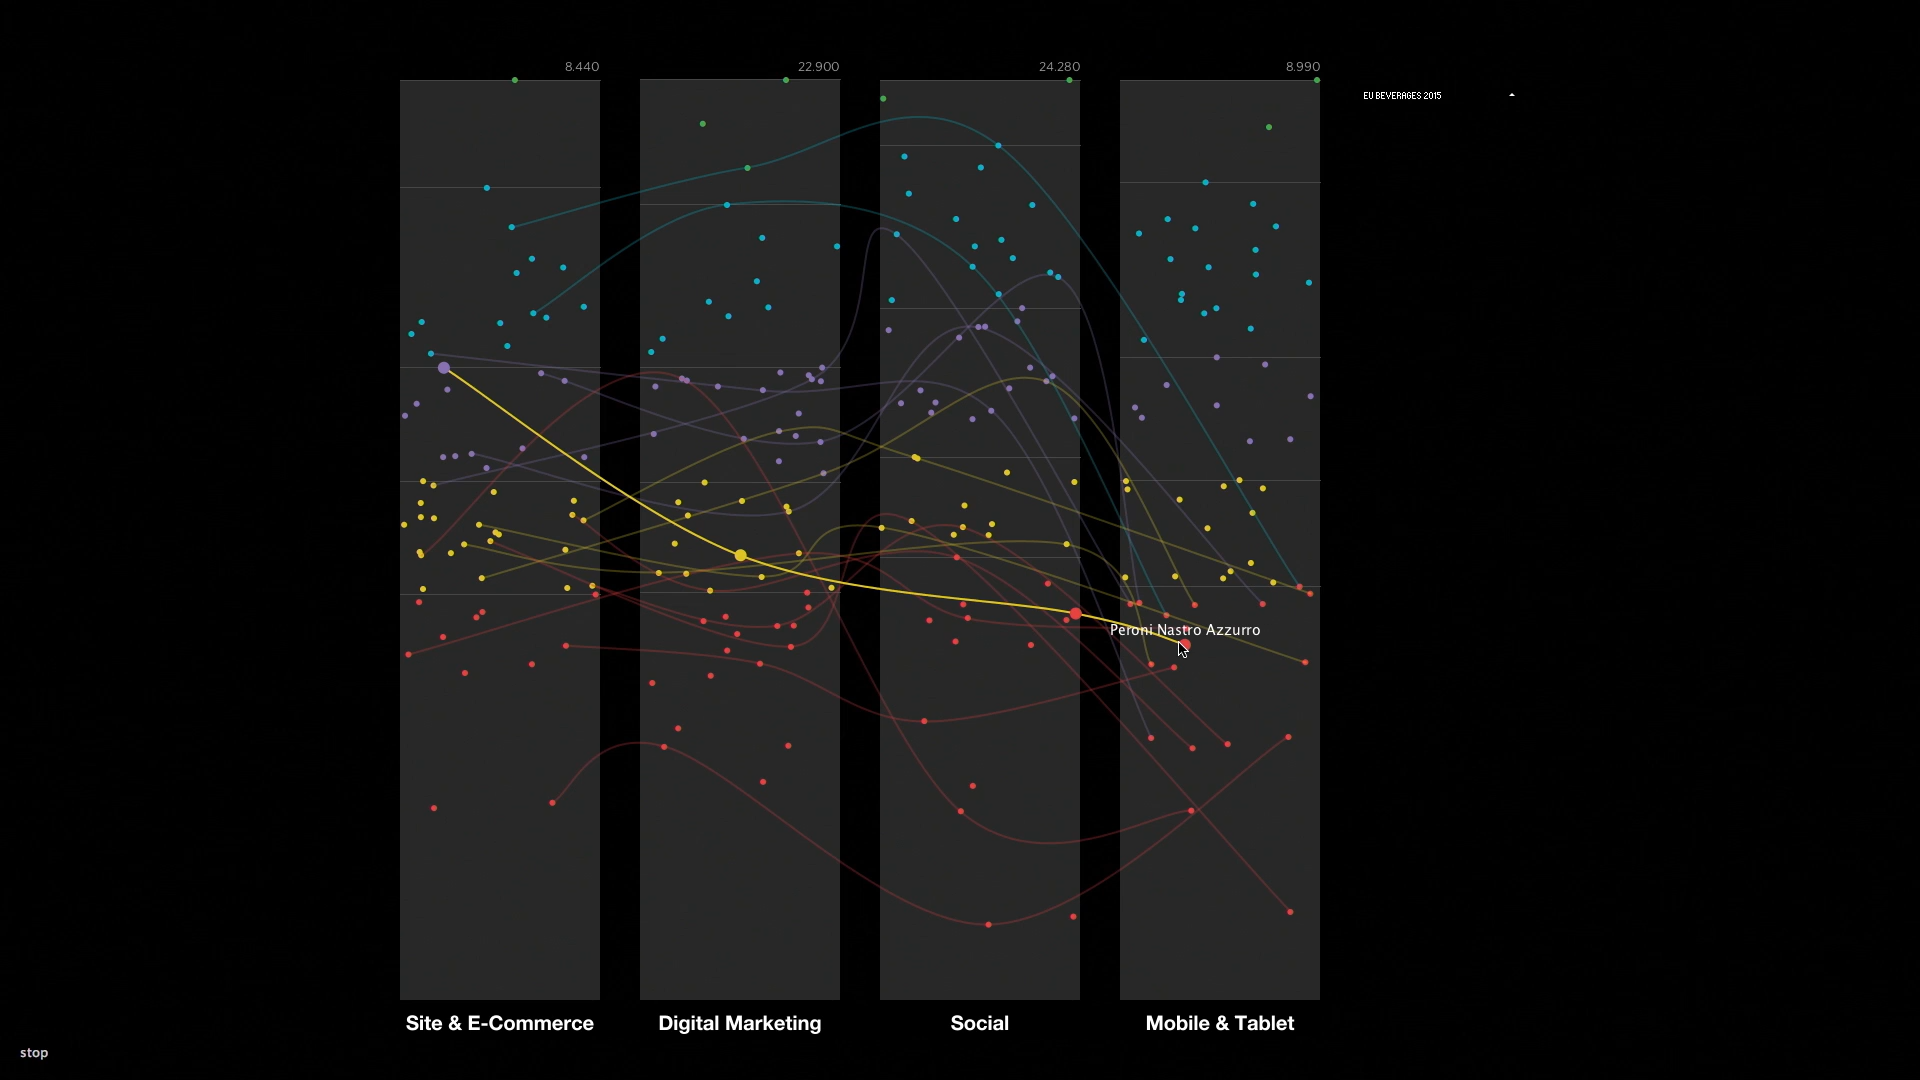 8.440
22.900
24.280
8.990
EU BEVERAGES 2015
Peroni Nastro Azzurro
Site & E-Commerce
Digital Marketing
Social
Mobile & Tablet
stop